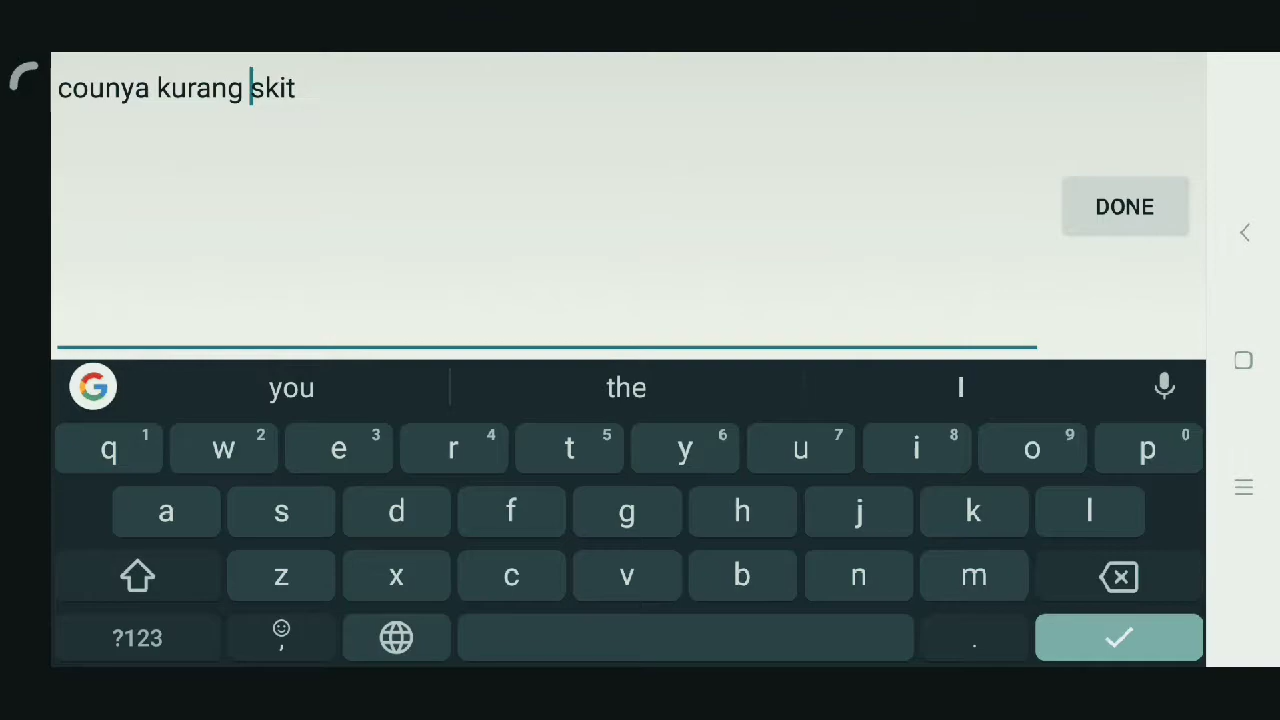 counya kurang skit
DONE
you the I
q 1 w 2 e 3 r 4 t 5 y 6 u 7 i 8 o 9 p 0
a s d f g h j k l
z x c v b n m
?123 , .